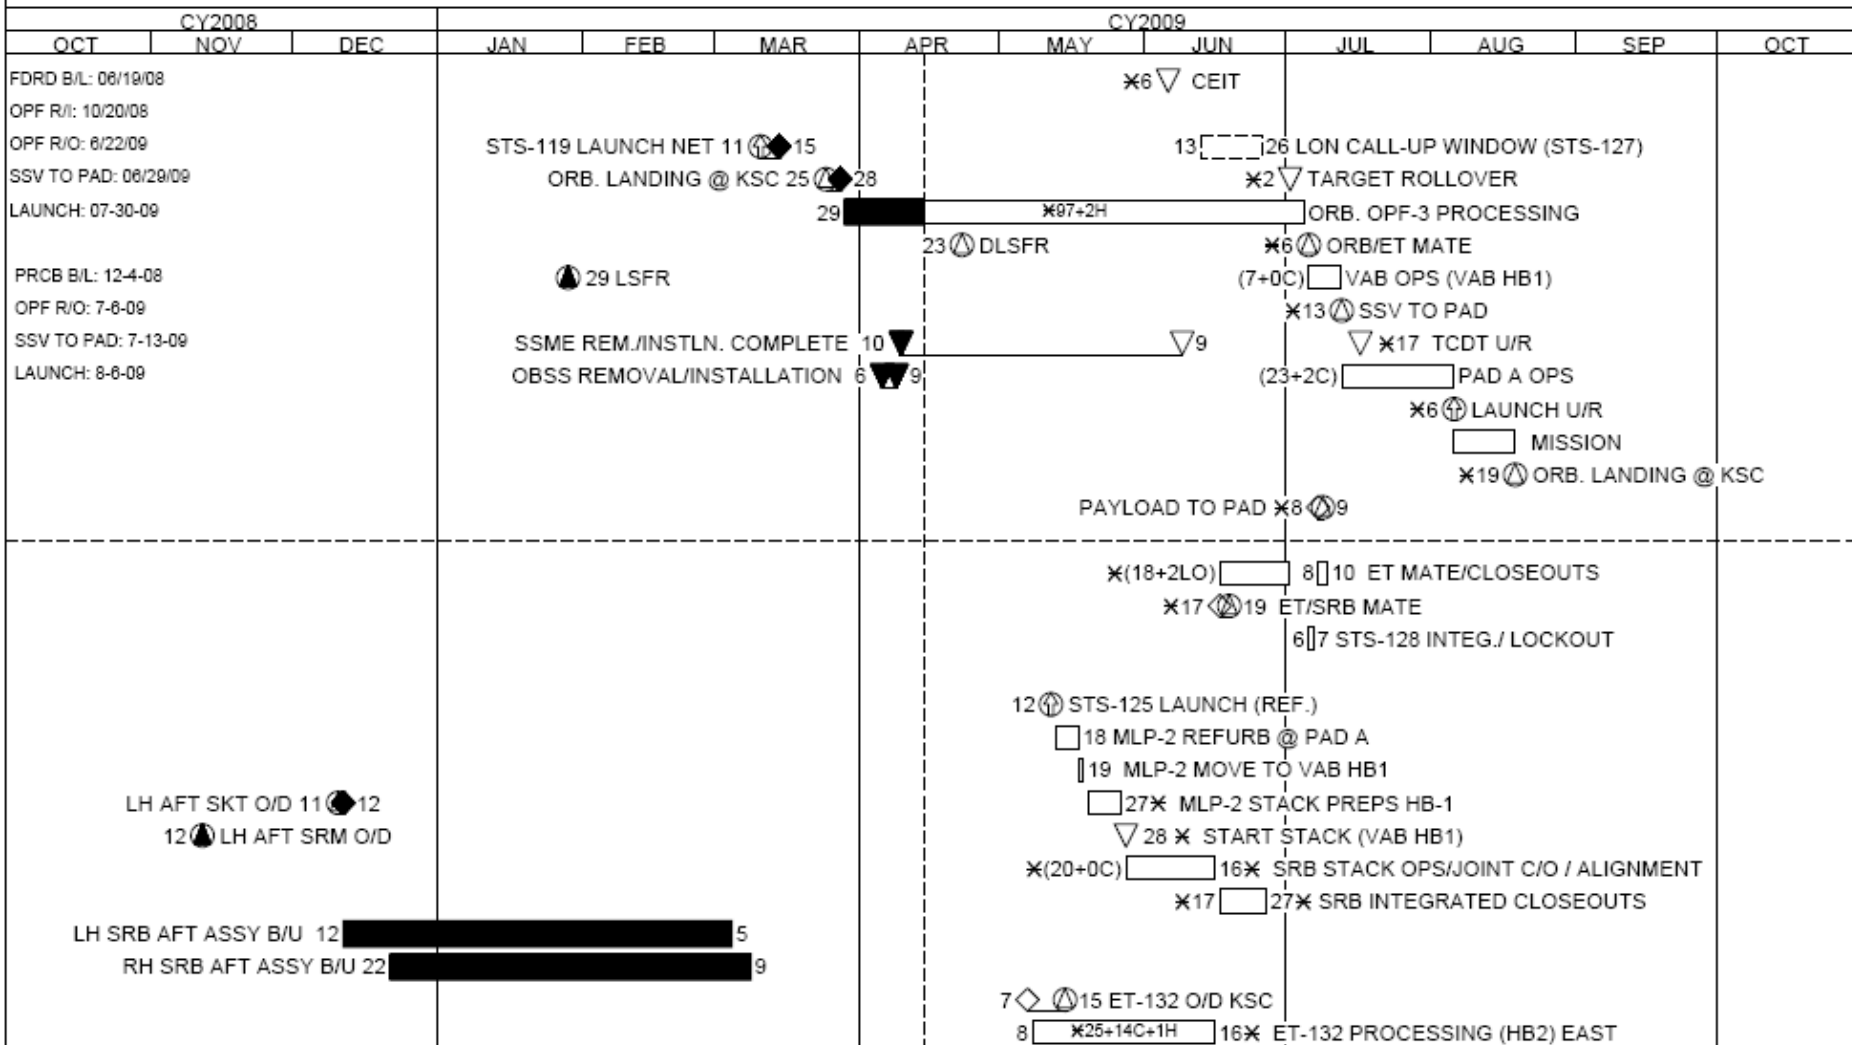 CY2008 CY2009
OCT NOV DEC JAN FEB MAR APR MAY JUN JUL AUG SEP OCT
FDRD B/L: 06/19/08 ⁎6 CEIT
OPF R/I: 10/20/08
OPF R/O: 6/22/09 STS-119 LAUNCH NET 11 15 13 26 LON CALL-UP WINDOW (STS-127)
SSV TO PAD: 06/29/09 ORB. LANDING @ KSC 25 28 ⁎2 TARGET ROLLOVER
LAUNCH: 07-30-09 29 ⁎97+2H ORB. OPF-3 PROCESSING
23 DLSFR ⁎6 ORB/ET MATE
PRCB B/L: 12-4-08 29 LSFR (7+0C) VAB OPS (VAB HB1)
OPF R/O: 7-6-09 ⁎13 SSV TO PAD
SSV TO PAD: 7-13-09 SSME REM./INSTLN. COMPLETE 10 9 ⁎17 TCDT U/R
LAUNCH: 8-6-09 OBSS REMOVAL/INSTALLATION 6 9 (23+2C) PAD A OPS
⁎6 LAUNCH U/R
MISSION
⁎19 ORB. LANDING @ KSC
PAYLOAD TO PAD ⁎8 9
⁎(18+2LO) 8 10 ET MATE/CLOSEOUTS
⁎17 19 ET/SRB MATE
6 7 STS-128 INTEG./ LOCKOUT
12 STS-125 LAUNCH (REF.)
18 MLP-2 REFURB @ PAD A
19 MLP-2 MOVE TO VAB HB1
LH AFT SKT O/D 11 12 27⁎ MLP-2 STACK PREPS HB-1
12 LH AFT SRM O/D 28 ⁎ START STACK (VAB HB1)
⁎(20+0C) 16⁎ SRB STACK OPS/JOINT C/O / ALIGNMENT
⁎17 27⁎ SRB INTEGRATED CLOSEOUTS
LH SRB AFT ASSY B/U 12 5
RH SRB AFT ASSY B/U 22 9
7 15 ET-132 O/D KSC
8 ⁎25+14C+1H 16⁎ ET-132 PROCESSING (HB2) EAST